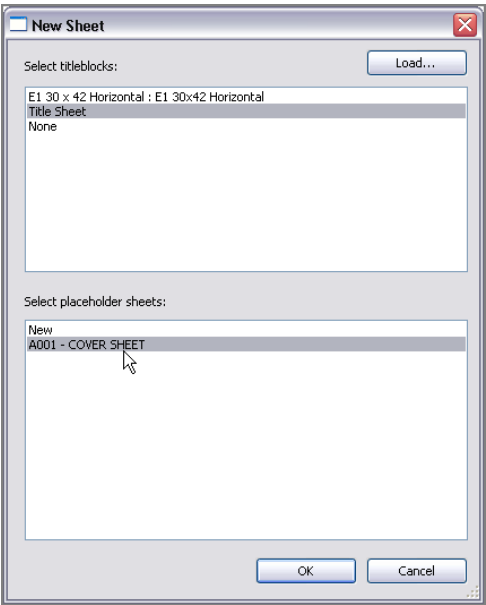 New Sheet
Select titleblocks:
Load...
E1 30 x 42 Horizontal : E1 30x42 Horizontal
Title Sheet
None
Select placeholder sheets:
New
A001 - COVER SHEET
OK
Cancel